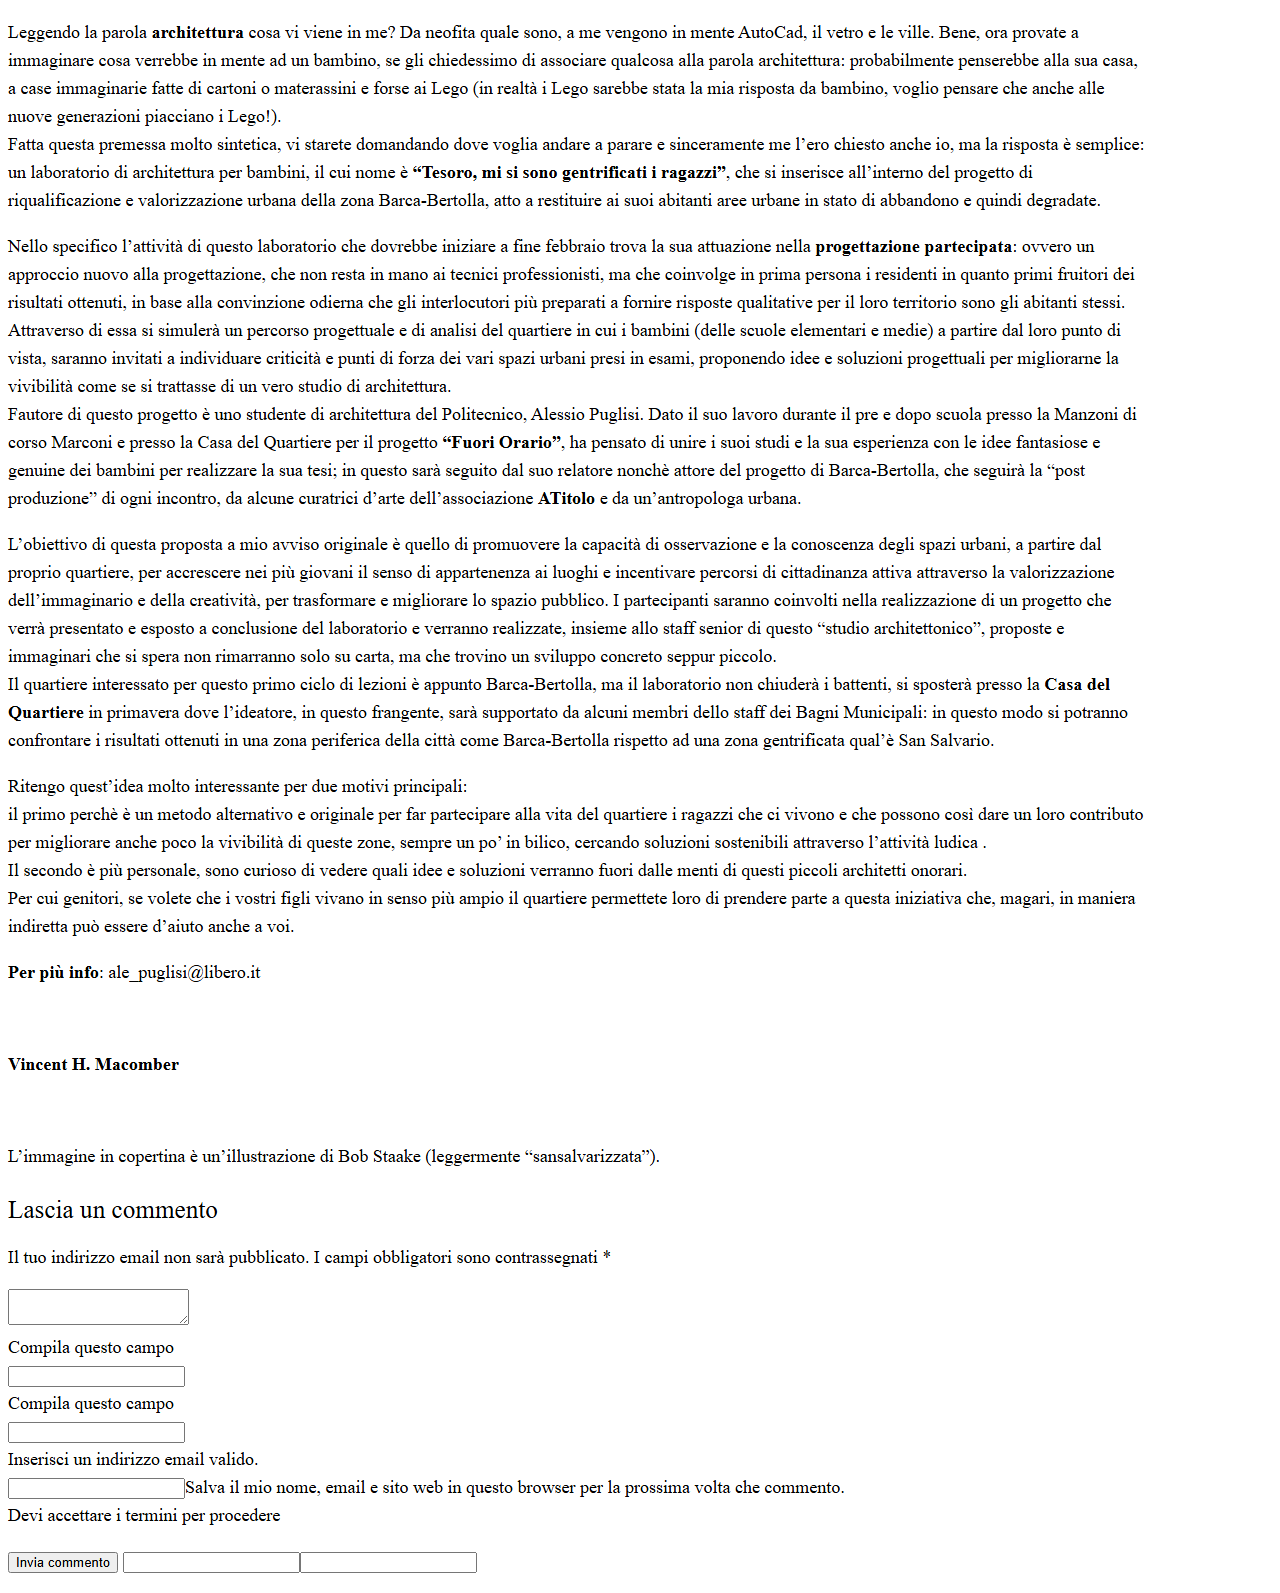 Leggendo la parola architettura cosa vi viene in me? Da neofita quale sono, a me vengono in mente AutoCad, il vetro e le ville. Bene, ora provate a
immaginare cosa verrebbe in mente ad un bambino, se gli chiedessimo di associare qualcosa alla parola architettura: probabilmente penserebbe alla sua casa,
a case immaginarie fatte di cartoni o materassini e forse ai Lego (in realtà i Lego sarebbe stata la mia risposta da bambino, voglio pensare che anche alle
nuove generazioni piacciano i Lego!).
Fatta questa premessa molto sintetica, vi starete domandando dove voglia andare a parare e sinceramente me l’ero chiesto anche io, ma la risposta è semplice:
un laboratorio di architettura per bambini, il cui nome è “Tesoro, mi si sono gentrificati i ragazzi”, che si inserisce all’interno del progetto di
riqualificazione e valorizzazione urbana della zona Barca-Bertolla, atto a restituire ai suoi abitanti aree urbane in stato di abbandono e quindi degradate.
Nello specifico l’attività di questo laboratorio che dovrebbe iniziare a fine febbraio trova la sua attuazione nella progettazione partecipata: ovvero un
approccio nuovo alla progettazione, che non resta in mano ai tecnici professionisti, ma che coinvolge in prima persona i residenti in quanto primi fruitori dei
risultati ottenuti, in base alla convinzione odierna che gli interlocutori più preparati a fornire risposte qualitative per il loro territorio sono gli abitanti stessi.
Attraverso di essa si simulerà un percorso progettuale e di analisi del quartiere in cui i bambini (delle scuole elementari e medie) a partire dal loro punto di
vista, saranno invitati a individuare criticità e punti di forza dei vari spazi urbani presi in esami, proponendo idee e soluzioni progettuali per migliorarne la
vivibilità come se si trattasse di un vero studio di architettura.
Fautore di questo progetto è uno studente di architettura del Politecnico, Alessio Puglisi. Dato il suo lavoro durante il pre e dopo scuola presso la Manzoni di
corso Marconi e presso la Casa del Quartiere per il progetto “Fuori Orario”, ha pensato di unire i suoi studi e la sua esperienza con le idee fantasiose e
genuine dei bambini per realizzare la sua tesi; in questo sarà seguito dal suo relatore nonchè attore del progetto di Barca-Bertolla, che seguirà la “post
produzione” di ogni incontro, da alcune curatrici d’arte dell’associazione ATitolo e da un’antropologa urbana.
L’obiettivo di questa proposta a mio avviso originale è quello di promuovere la capacità di osservazione e la conoscenza degli spazi urbani, a partire dal
proprio quartiere, per accrescere nei più giovani il senso di appartenenza ai luoghi e incentivare percorsi di cittadinanza attiva attraverso la valorizzazione
dell’immaginario e della creatività, per trasformare e migliorare lo spazio pubblico. I partecipanti saranno coinvolti nella realizzazione di un progetto che
verrà presentato e esposto a conclusione del laboratorio e verranno realizzate, insieme allo staff senior di questo “studio architettonico”, proposte e
immaginari che si spera non rimarranno solo su carta, ma che trovino un sviluppo concreto seppur piccolo.
Il quartiere interessato per questo primo ciclo di lezioni è appunto Barca-Bertolla, ma il laboratorio non chiuderà i battenti, si sposterà presso la Casa del
Quartiere in primavera dove l’ideatore, in questo frangente, sarà supportato da alcuni membri dello staff dei Bagni Municipali: in questo modo si potranno
confrontare i risultati ottenuti in una zona periferica della città come Barca-Bertolla rispetto ad una zona gentrificata qual’è San Salvario.
Ritengo quest’idea molto interessante per due motivi principali:
il primo perchè è un metodo alternativo e originale per far partecipare alla vita del quartiere i ragazzi che ci vivono e che possono così dare un loro contributo
per migliorare anche poco la vivibilità di queste zone, sempre un po’ in bilico, cercando soluzioni sostenibili attraverso l’attività ludica .
Il secondo è più personale, sono curioso di vedere quali idee e soluzioni verranno fuori dalle menti di questi piccoli architetti onorari.
Per cui genitori, se volete che i vostri figli vivano in senso più ampio il quartiere permettete loro di prendere parte a questa iniziativa che, magari, in maniera
indiretta può essere d’aiuto anche a voi.
Per più info: ale_puglisi@libero.it
Vincent H. Macomber
L’immagine in copertina è un’illustrazione di Bob Staake (leggermente “sansalvarizzata”).
Lascia un commento
Il tuo indirizzo email non sarà pubblicato. I campi obbligatori sono contrassegnati *
Compila questo campo
Compila questo campo
Inserisci un indirizzo email valido.
Salva il mio nome, email e sito web in questo browser per la prossima volta che commento.
Devi accettare i termini per procedere
Invia commento